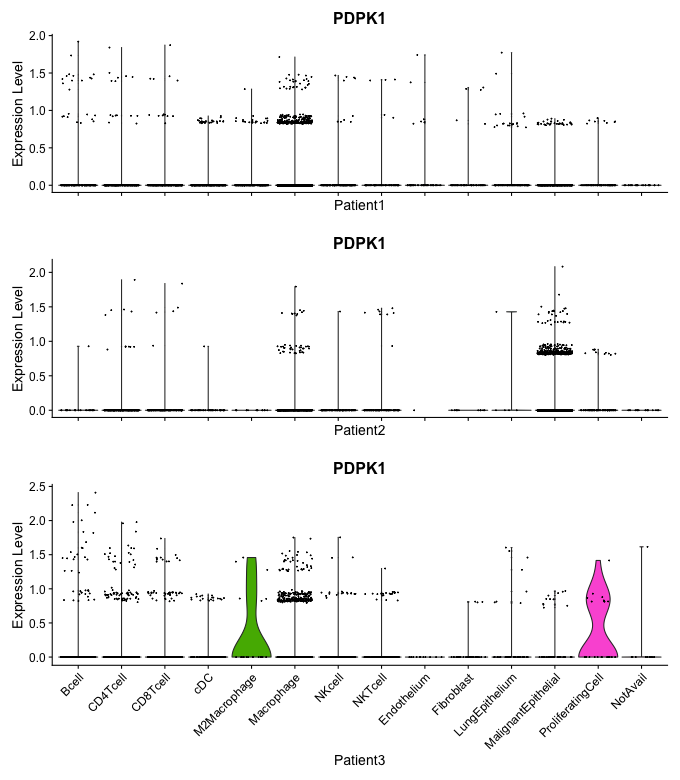 PDPK1
Expression Level
2.0
1.5
1.0
0.5
0.0
Patient1
PDPK1
Expression Level
2.0
1.5
1.0
0.5
0.0
Patient2
PDPK1
Expression Level
2.5
2.0
1.5
1.0
0.5
0.0
Bcell
CD4Tcell
CD8Tcell
cDC
M2Macrophage
Macrophage
NKcell
NKTcell
Endothelium
Fibroblast
LungEpithelium
MalignantEpithelial
ProliferatingCell
NotAvail
Patient3